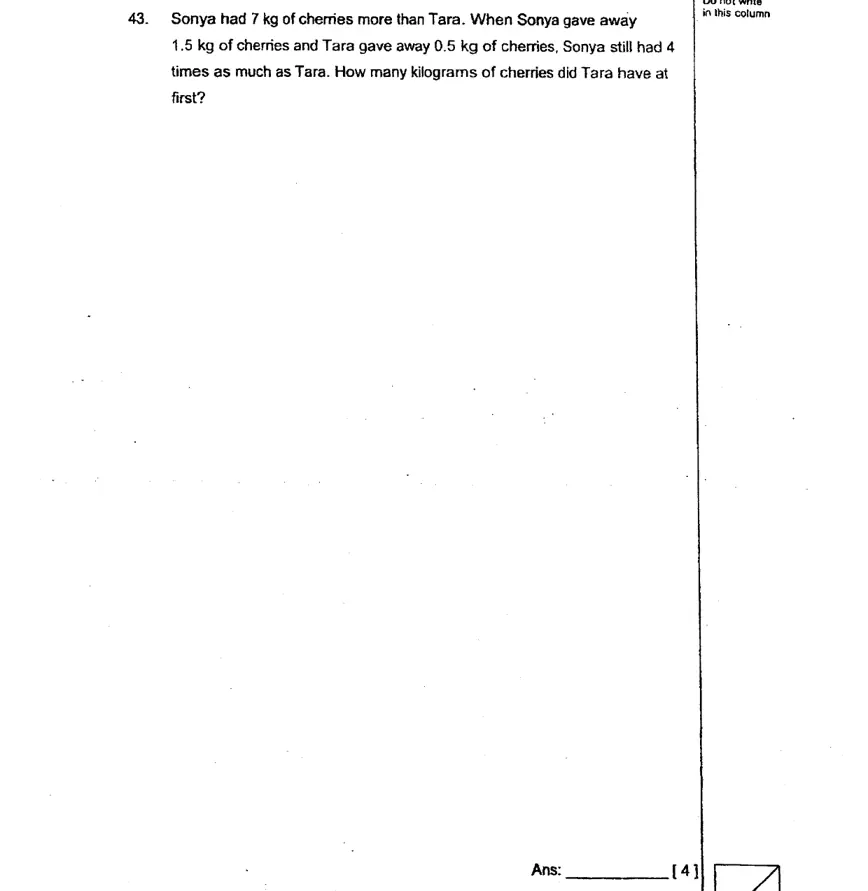 Do not write
in this column
43. Sonya had 7 kg of cherries more than Tara. When Sonya gave away
1.5 kg of cherries and Tara gave away 0.5 kg of cherries, Sonya still had 4
times as much as Tara. How many kilograms of cherries did Tara have at
first?
Ans: __________ [ 4 ]